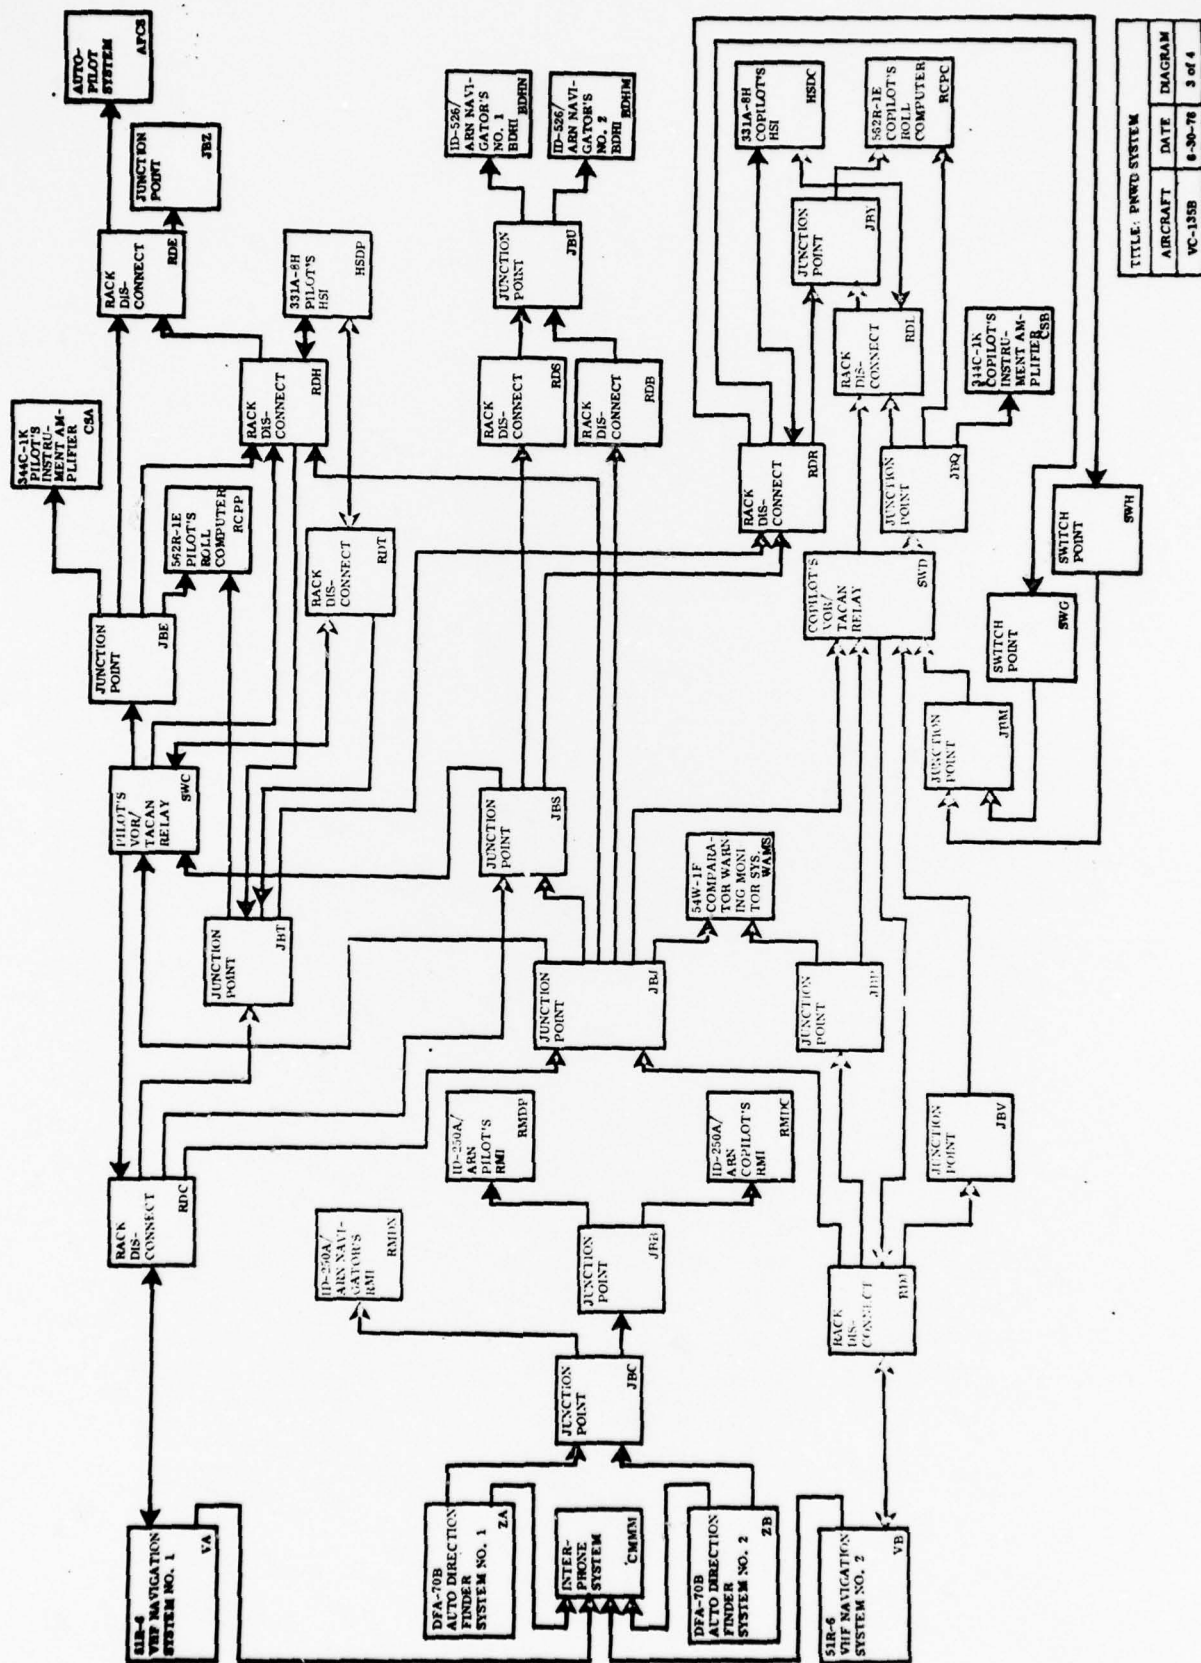 51R-6
VHF NAVIGATION
SYSTEM NO. 1
VA
DFA-70B
AUTO DIRECTION
FINDER
SYSTEM NO. 1
ZA
INTER-
PHONE
SYSTEM
CMMM
DFA-70B
AUTO DIRECTION
FINDER
SYSTEM NO. 2
ZB
51R-6
VHF NAVIGATION
SYSTEM NO. 2
VB
RACK
DIS-
CONNECT
RDC
ID-250A/
ARN NAVI-
GATOR'S
RMI
RMDN
JUNCTION
POINT
JBC
JUNCTION
POINT
JBB
ID-250A/
ARN
PILOT'S
RMI
RMDP
ID-250A/
ARN
COPILOT'S
RMI
RMDC
RACK
DIS-
CONNECT
JUNCTION
POINT
JBV
PILOT'S
VOR/
TACAN
RELAY
SWC
JUNCTION
POINT
JUNCTION
POINT
JBS
JUNCTION
POINT
54W-1F
COMPARA-
TOR WARN-
ING MONI
TOR SYS.
WAMS
JUNCTION
POINT
344C-1K
PILOT'S
INSTRU-
MENT AM-
PLIFIER
CSA
JUNCTION
POINT
JBE
562R-1E
PILOT'S
ROLL
COMPUTER
RCPP
RACK
DIS-
CONNECT
RDH
RACK
DIS-
CONNECT
RDT
AUTO-
PILOT
SYSTEM
AFCS
JUNCTION
POINT
JBZ
RACK
DIS-
CONNECT
RDE
331A-8H
PILOT'S
HSI
HSDP
RACK
DIS-
CONNECT
RDS
RACK
DIS-
CONNECT
RDB
JUNCTION
POINT
JBU
ID-526/
ARN NAVI-
GATOR'S
NO. 1
BDHI
BDHN
ID-526/
ARN NAVI-
GATOR'S
NO. 2
BDHI
BDHM
RACK
DIS-
CONNECT
RDR
COPILOT'S
VOR/
TACAN
RELAY
SWD
JUNCTION
POINT
JBQ
RACK
DIS-
CONNECT
RDL
JUNCTION
POINT
331A-8H
COPILOT'S
HSI
HSDC
562R-1E
COPILOT'S
ROLL
COMPUTER
RCPC
344C-1K
COPILOT'S
INSTRU-
MENT AM-
PLIFIER
CSB
JUNCTION
POINT
JBM
SWITCH
POINT
SWG
SWITCH
POINT
SWH
TITLE: PNWD SYSTEM
AIRCRAFT DATE DIAGRAM
VC-135B 6-30-78 3 of 4